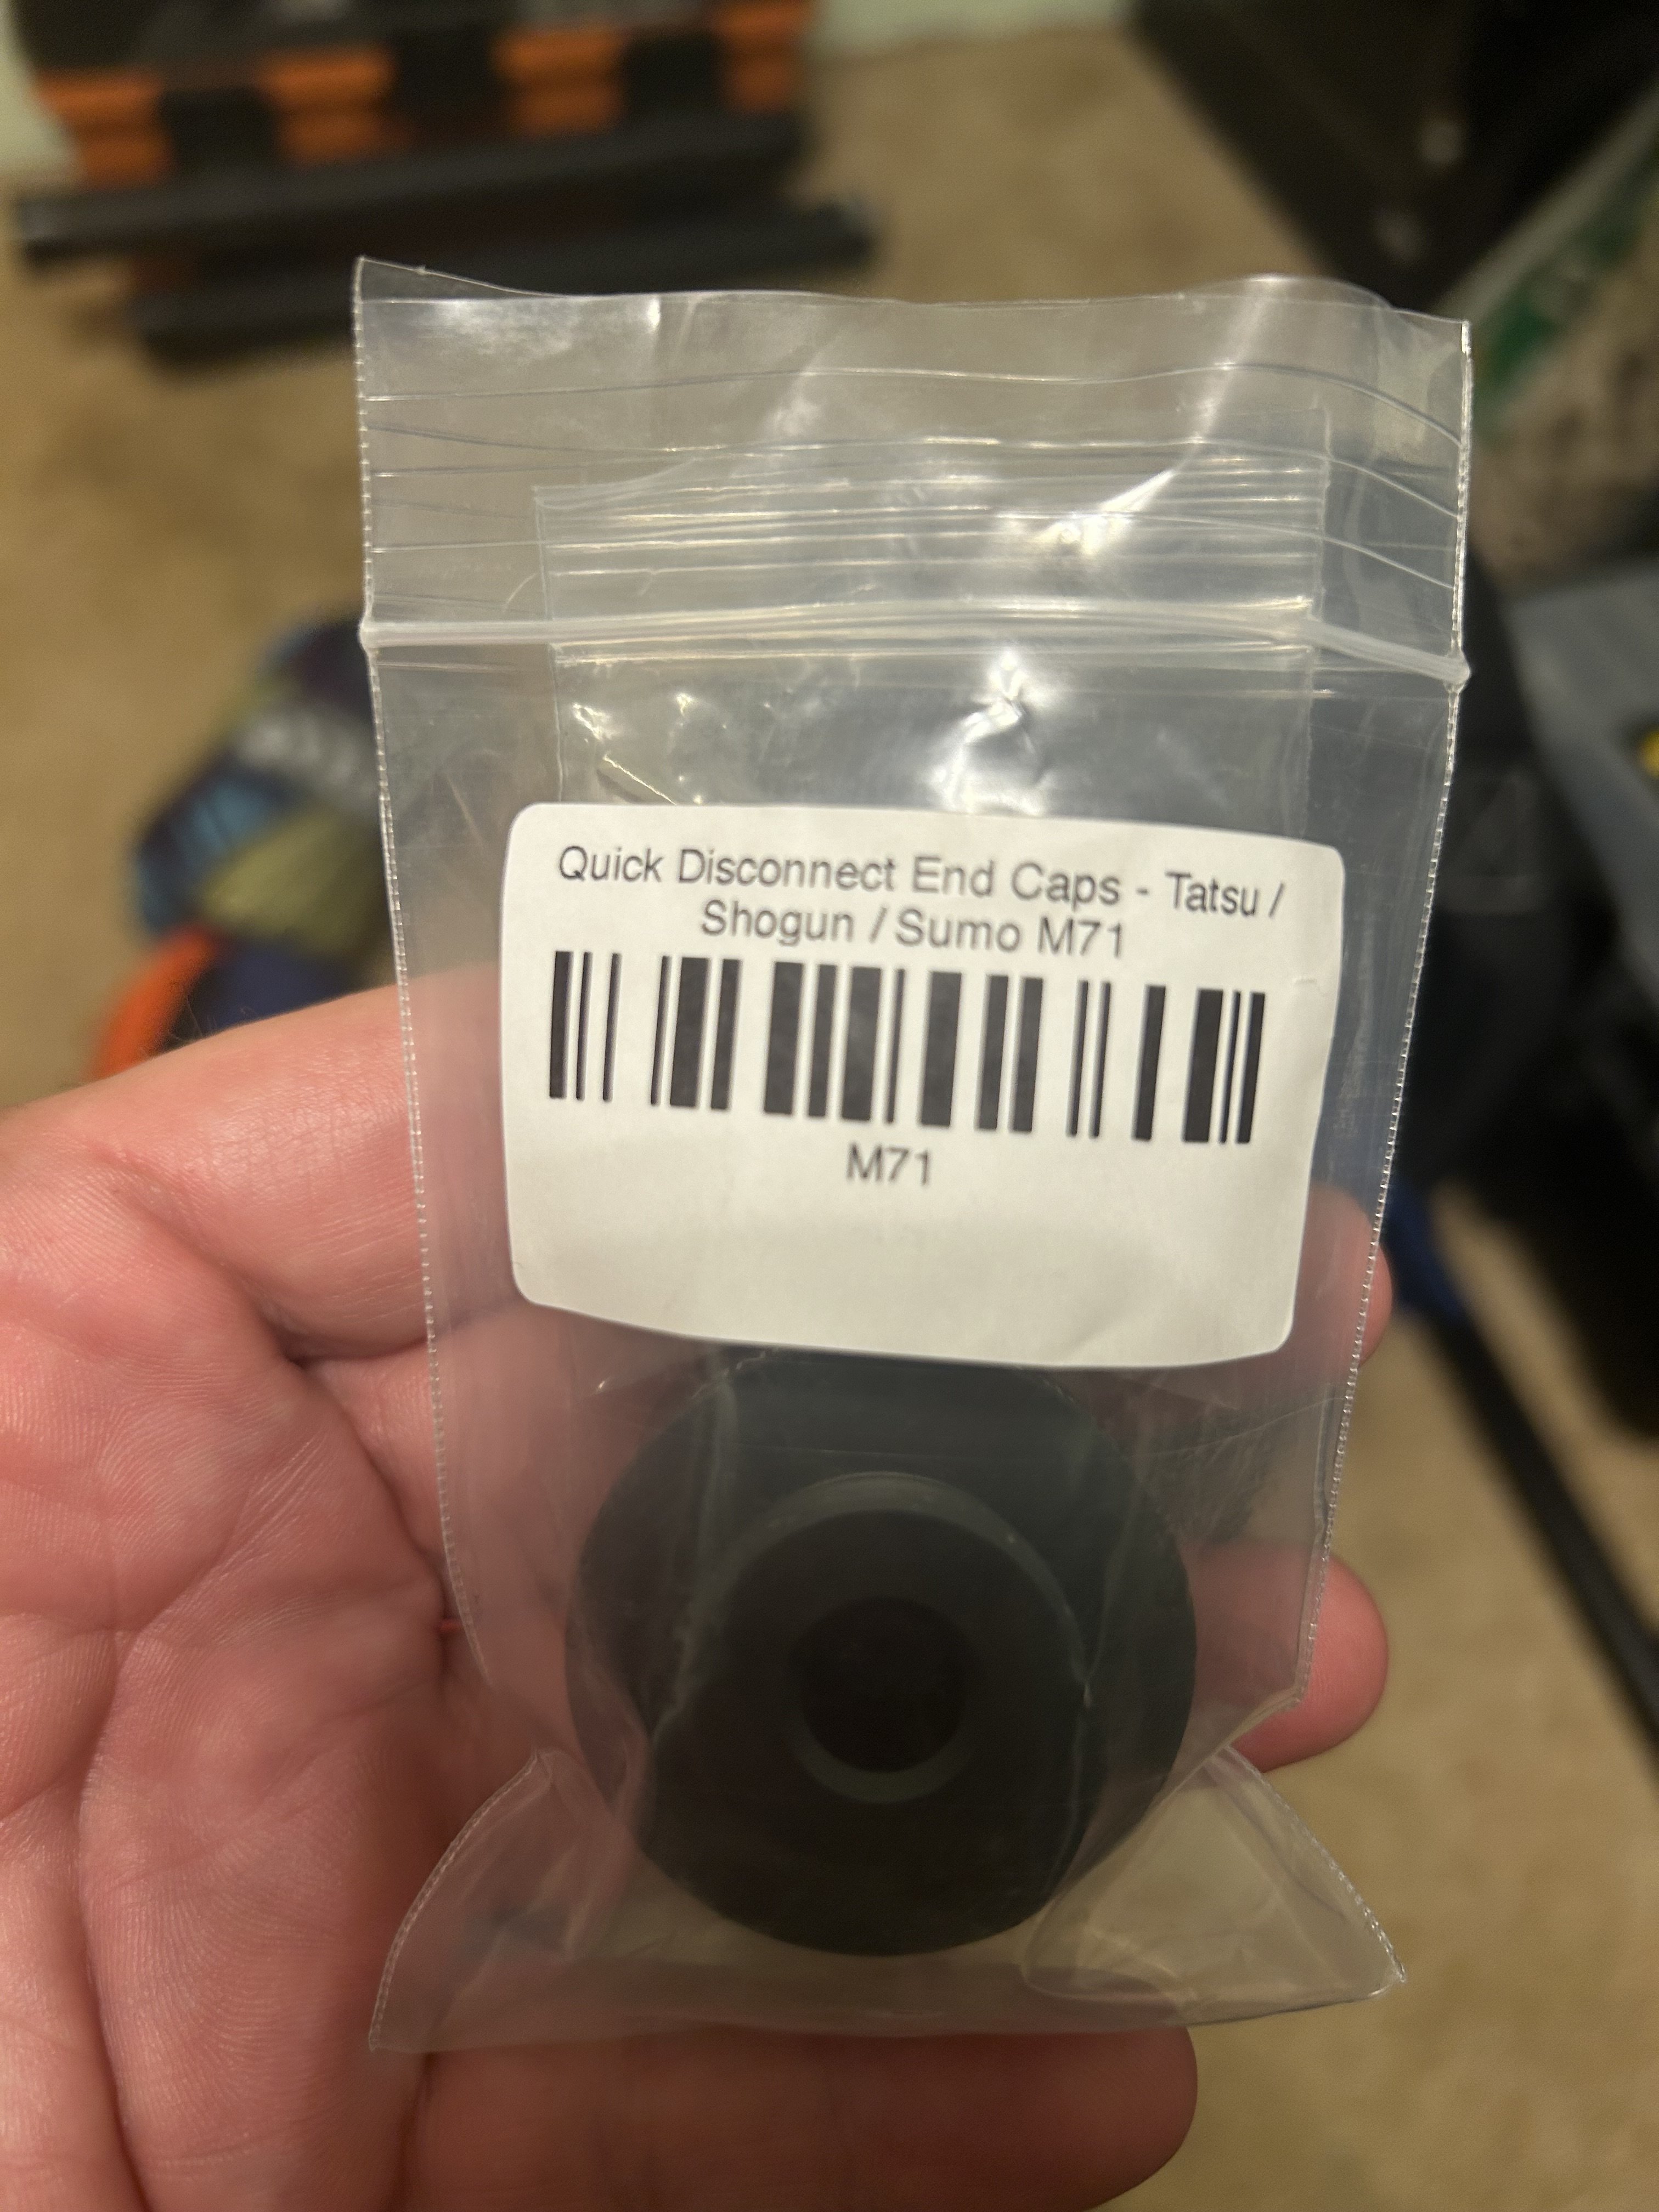 Quick Disconnect End Caps - Tatsu /
Shogun / Sumo M71
M71